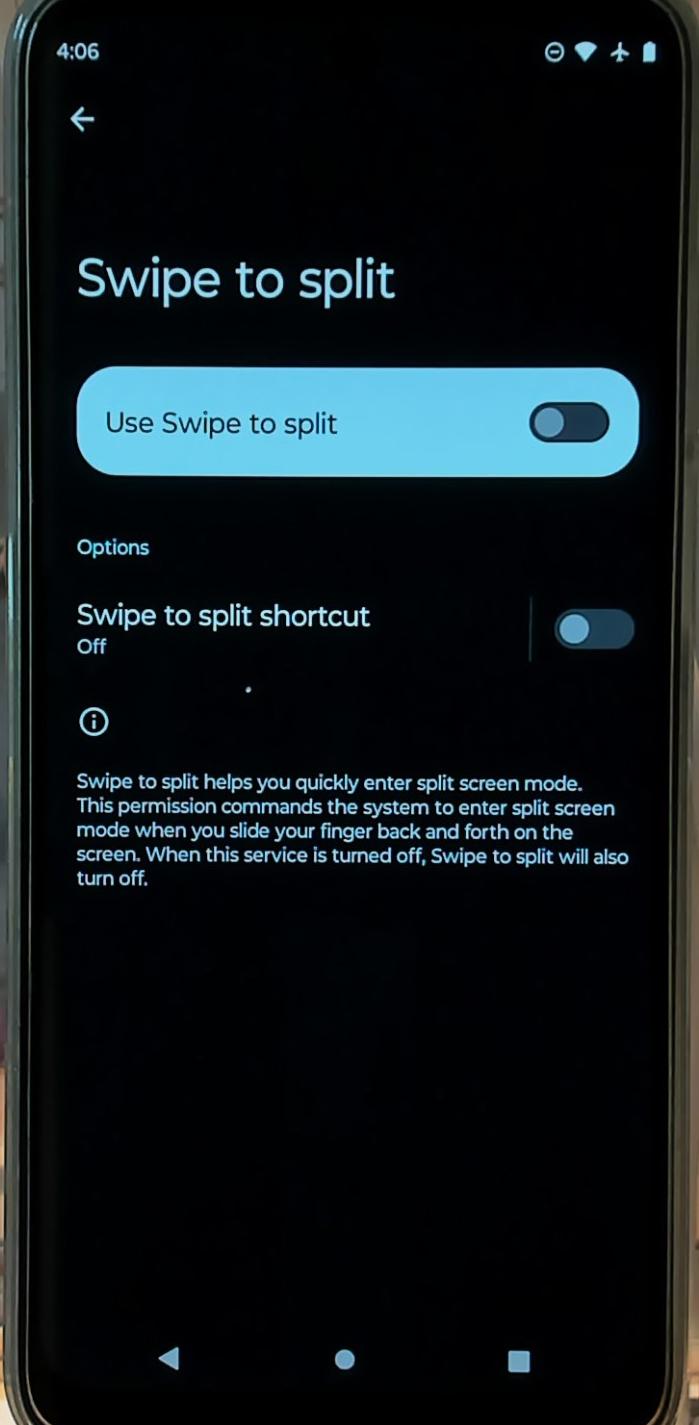 4:06
Swipe to split
Use Swipe to split
Options
Swipe to split shortcut
Off
Swipe to split helps you quickly enter split screen mode.
This permission commands the system to enter split screen
mode when you slide your finger back and forth on the
screen. When this service is turned off, Swipe to split will also
turn off.